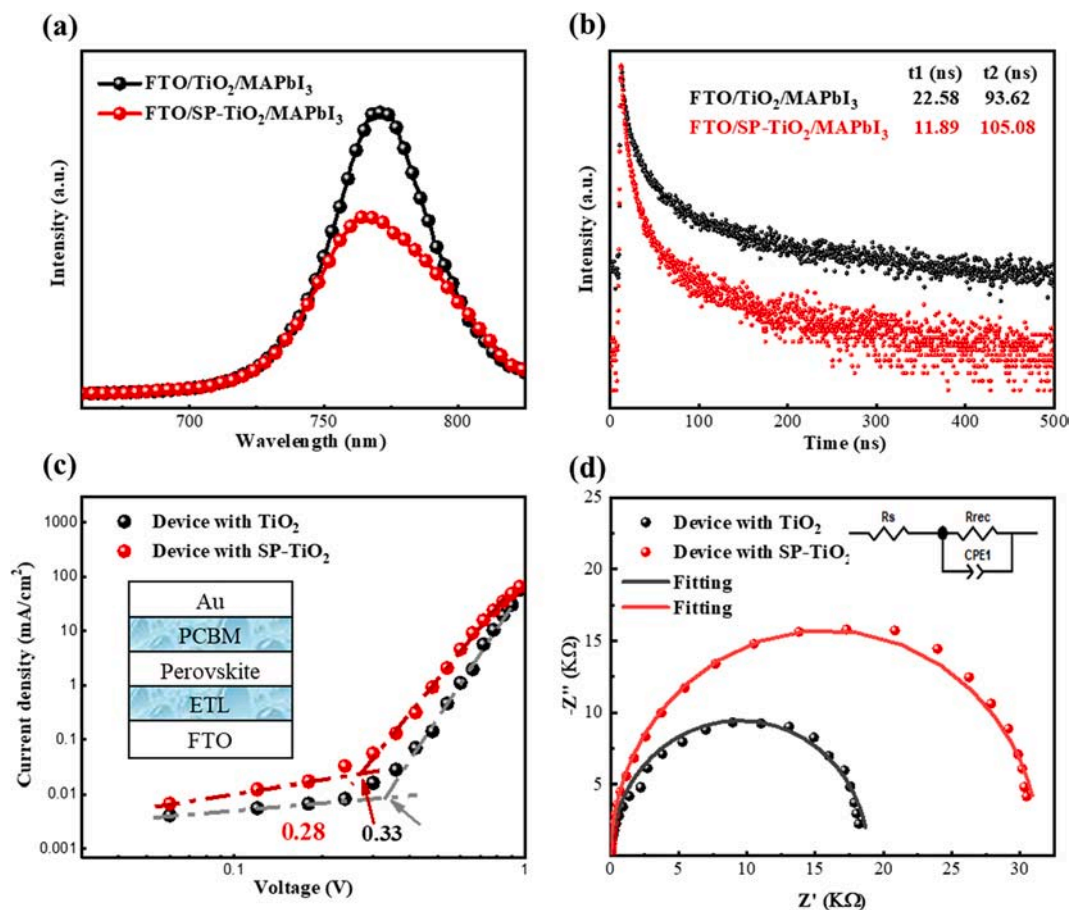 (a)
FTO/TiO₂/MAPbI₃
FTO/SP-TiO₂/MAPbI₃
Intensity (a.u.)
700 750 800
Wavelength (nm)
(b)
t1 (ns) t2 (ns)
FTO/TiO₂/MAPbI₃ 22.58 93.62
FTO/SP-TiO₂/MAPbI₃ 11.89 105.08
Intensity (a.u.)
0 100 200 300 400 500
Time (ns)
(c)
Device with TiO₂
Device with SP-TiO₂
Au
PCBM
Perovskite
ETL
FTO
0.28
0.33
Current density (mA/cm²)
1000
100
10
1
0.1
0.01
0.001
0.1 1
Voltage (V)
(d)
Device with TiO₂
Device with SP-TiO₂
Fitting
Fitting
Rs
Rrec
CPE1
-Z'' (KΩ)
25
20
15
10
5
0 5 10 15 20 25 30
Z' (KΩ)